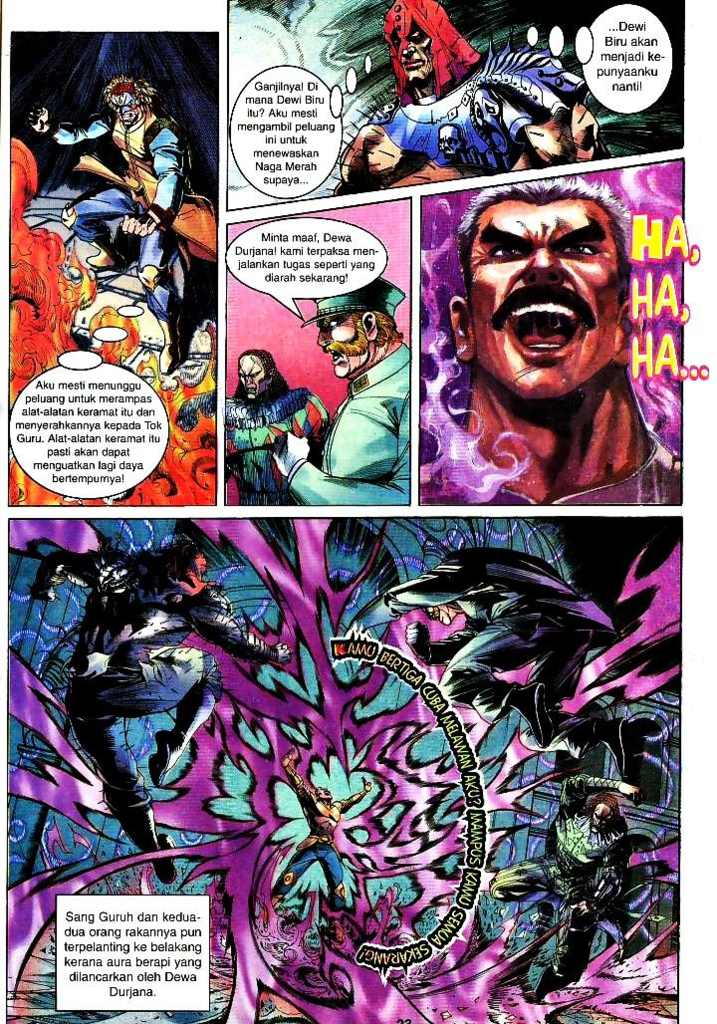 Aku mesti menunggu
peluang untuk merampas
alat-alatan keramat itu dan
menyerahkannya kepada Tok
Guru. Alat-alatan keramat itu
pasti akan dapat
menguatkan lagi daya
bertempurnya!
Ganjilnya! Di
mana Dewi Biru
itu? Aku mesti
mengambil peluang
ini untuk
menewaskan
Naga Merah
supaya...
...Dewi
Biru akan
menjadi ke-
punyaanku
nanti!
Minta maaf, Dewa
Durjana! kami terpaksa men-
jalankan tugas seperti yang
diarah sekarang!
HA,
HA,
HA...
KAMU BERTIGA CUBA MELAWAN AKU? MAMPUS KAMU SEMUA SEKARANG!
Sang Guruh dan kedua-
dua orang rakannya pun
terpelanting ke belakang
kerana aura berapi yang
dilancarkan oleh Dewa
Durjana.
23